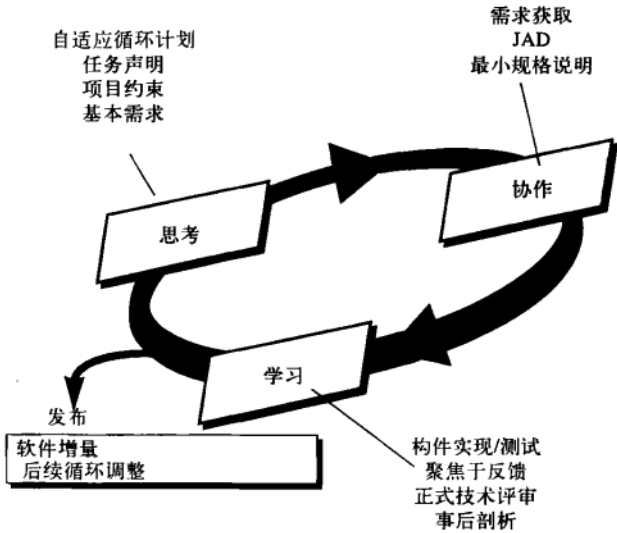 自适应循环计划
任务声明
项目约束
基本需求
需求获取
JAD
最小规格说明
思考
协作
学习
发布
软件增量
后续循环调整
构件实现/测试
聚焦于反馈
正式技术评审
事后剖析